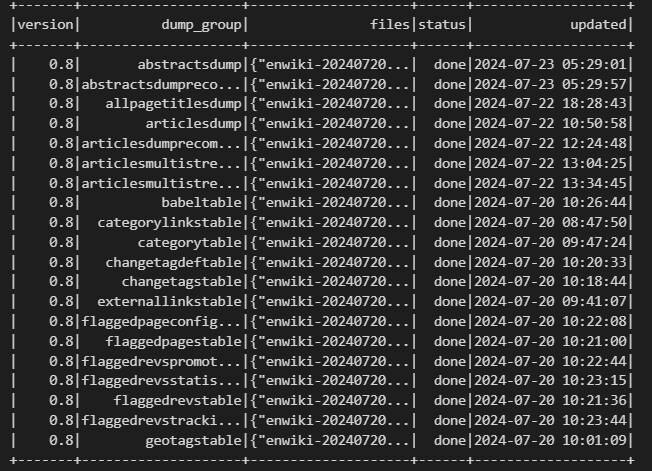 +-------+--------------------+--------------------+------+-------------------+
|version|          dump_group|               files|status|            updated|
+-------+--------------------+--------------------+------+-------------------+
|    0.8|       abstractsdump|{"enwiki-20240720...|  done|2024-07-23 05:29:01|
|    0.8|abstractsdumpreco...|{"enwiki-20240720...|  done|2024-07-23 05:29:57|
|    0.8|   allpagetitlesdump|{"enwiki-20240720...|  done|2024-07-22 18:28:43|
|    0.8|        articlesdump|{"enwiki-20240720...|  done|2024-07-22 10:50:58|
|    0.8|articlesdumprecom...|{"enwiki-20240720...|  done|2024-07-22 12:24:48|
|    0.8|articlesmultistre...|{"enwiki-20240720...|  done|2024-07-22 13:04:25|
|    0.8|articlesmultistre...|{"enwiki-20240720...|  done|2024-07-22 13:34:45|
|    0.8|          babeltable|{"enwiki-20240720...|  done|2024-07-20 10:26:44|
|    0.8|  categorylinkstable|{"enwiki-20240720...|  done|2024-07-20 08:47:50|
|    0.8|       categorytable|{"enwiki-20240720...|  done|2024-07-20 09:47:24|
|    0.8|   changetagdeftable|{"enwiki-20240720...|  done|2024-07-20 10:20:33|
|    0.8|     changetagstable|{"enwiki-20240720...|  done|2024-07-20 10:18:44|
|    0.8|  externallinkstable|{"enwiki-20240720...|  done|2024-07-20 09:41:07|
|    0.8|flaggedpageconfig...|{"enwiki-20240720...|  done|2024-07-20 10:22:08|
|    0.8|   flaggedpagestable|{"enwiki-20240720...|  done|2024-07-20 10:21:00|
|    0.8|flaggedrevspromot...|{"enwiki-20240720...|  done|2024-07-20 10:22:44|
|    0.8|flaggedrevsstatis...|{"enwiki-20240720...|  done|2024-07-20 10:23:15|
|    0.8|    flaggedrevstable|{"enwiki-20240720...|  done|2024-07-20 10:21:36|
|    0.8|flaggedrevstracki...|{"enwiki-20240720...|  done|2024-07-20 10:23:44|
|    0.8|        geotagstable|{"enwiki-20240720...|  done|2024-07-20 10:01:09|
+-------+--------------------+--------------------+------+-------------------+